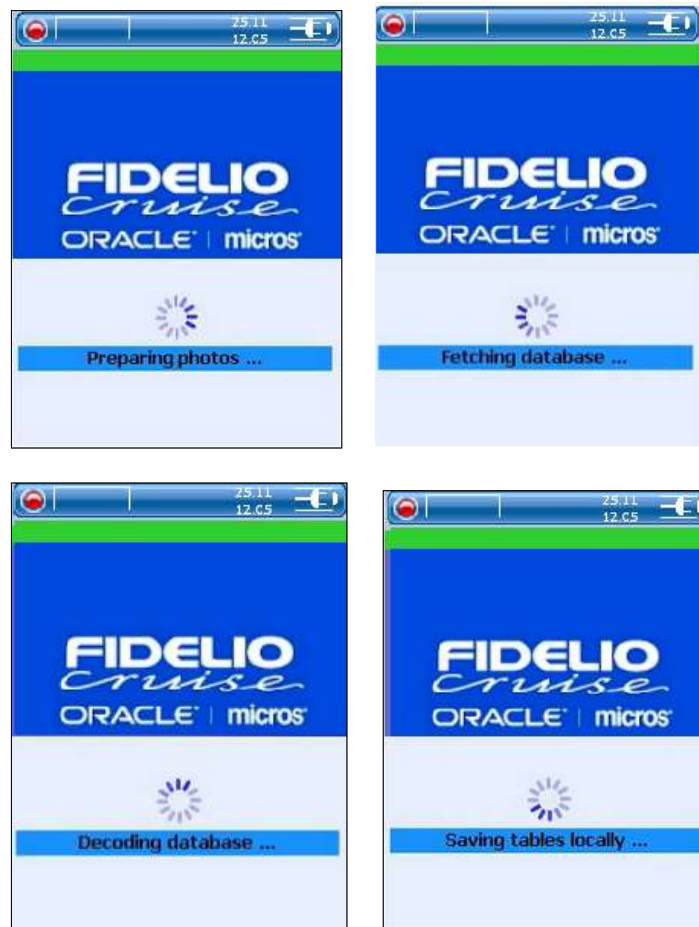 25.11
12.C5
FIDELIO
Cruise
ORACLE | micros
Preparing photos ...
25.11
12.C5
FIDELIO
Cruise
ORACLE | micros
Fetching database ...
25.11
12.C5
FIDELIO
Cruise
ORACLE | micros
Decoding database ...
25.11
12.C5
FIDELIO
Cruise
ORACLE | micros
Saving tables locally ...